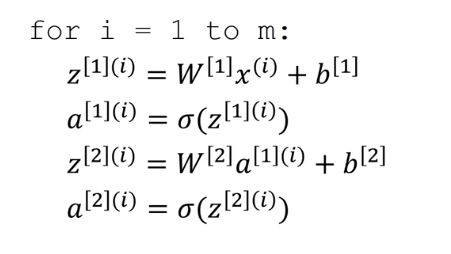 for i = 1 to m:
z^{[1](i)} = W^{[1]}x^{(i)} + b^{[1]}
a^{[1](i)} = σ(z^{[1](i)})
z^{[2](i)} = W^{[2]}a^{[1](i)} + b^{[2]}
a^{[2](i)} = σ(z^{[2](i)})